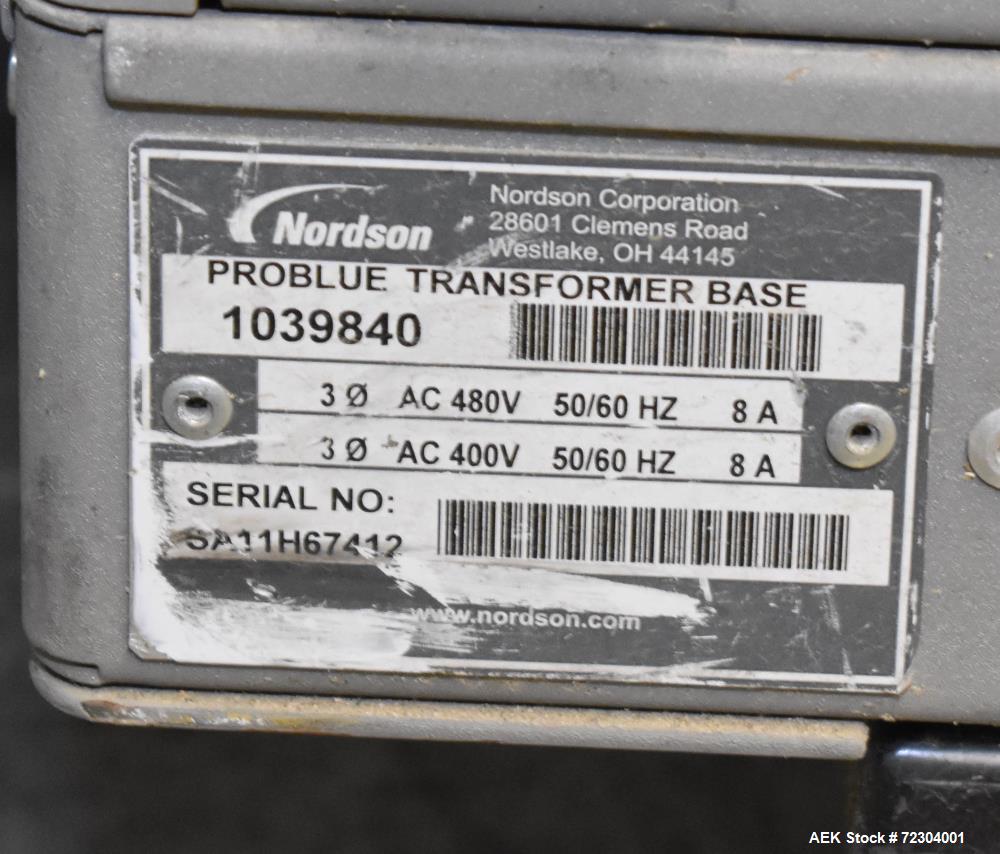 Nordson
Nordson Corporation
28601 Clemens Road
Westlake, OH 44145
PROBLUE TRANSFORMER BASE
1039840
3 Ø AC 480V 50/60 HZ 8 A
3 Ø AC 400V 50/60 HZ 8 A
SERIAL NO:
SA11H67412
www.nordson.com
AEK Stock # 72304001